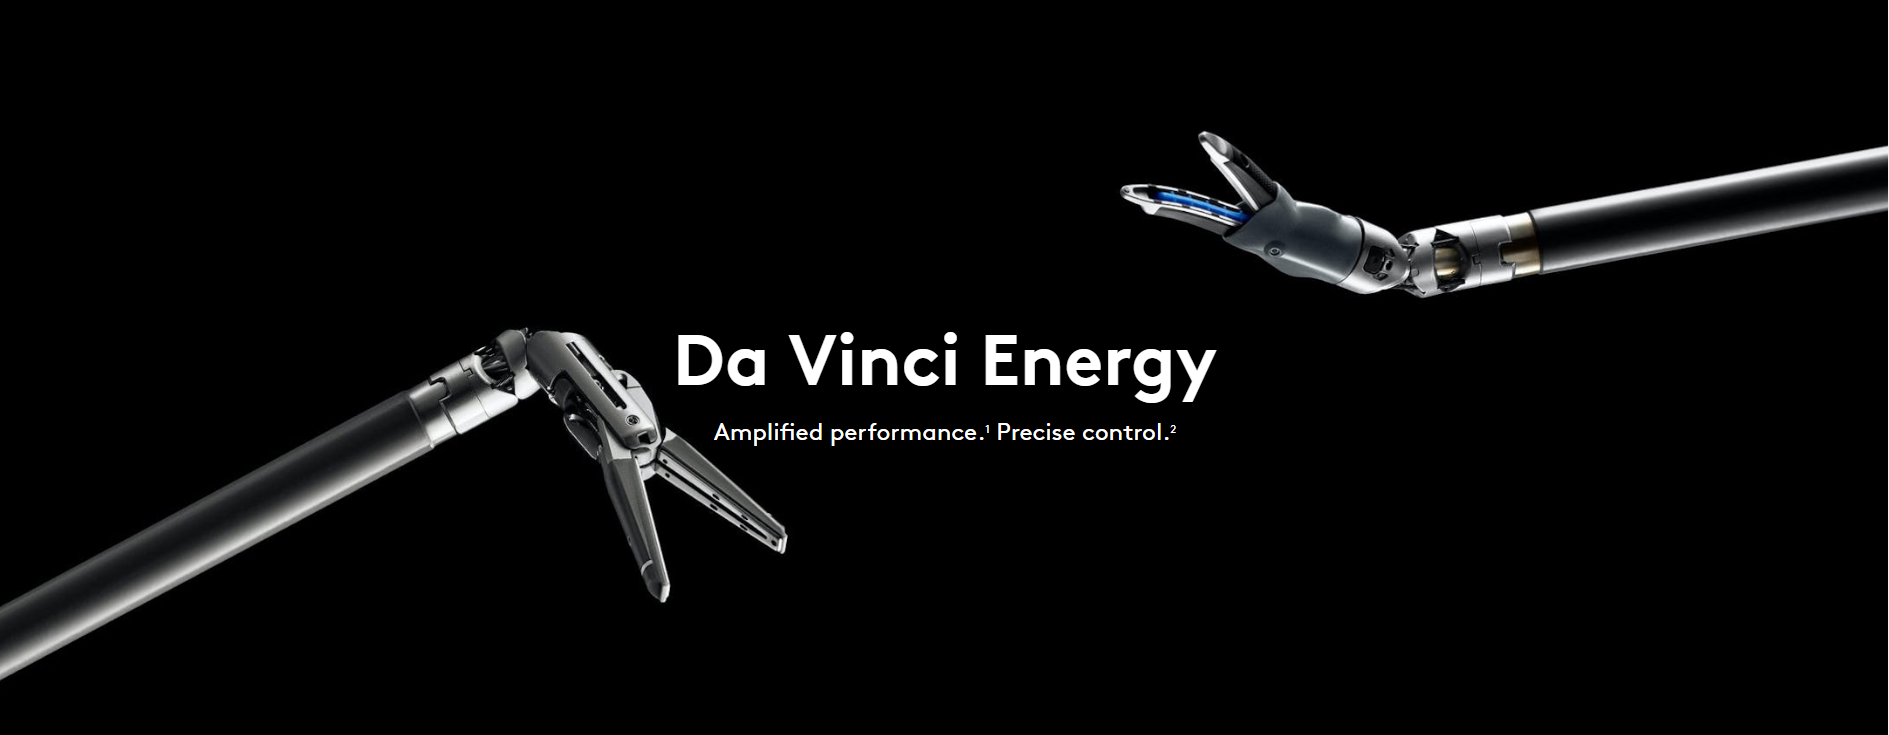 Da Vinci Energy
Amplified performance.¹ Precise control.²